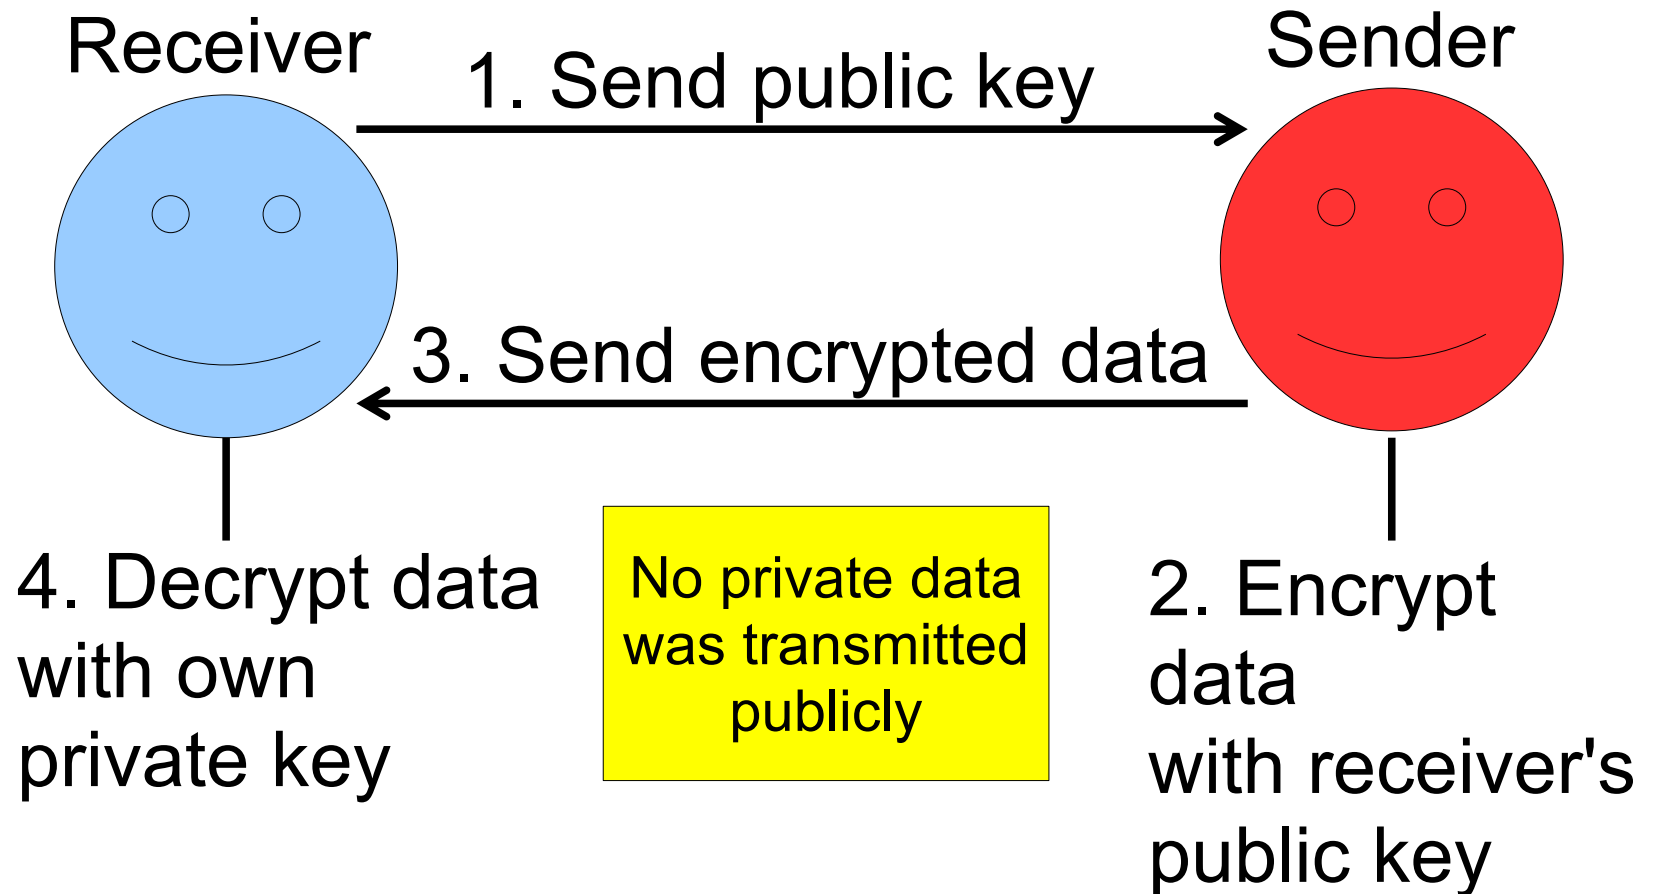 Receiver
1. Send public key
Sender
3. Send encrypted data
4. Decrypt data
with own
private key
No private data
was transmitted
publicly
2. Encrypt
data
with receiver's
public key